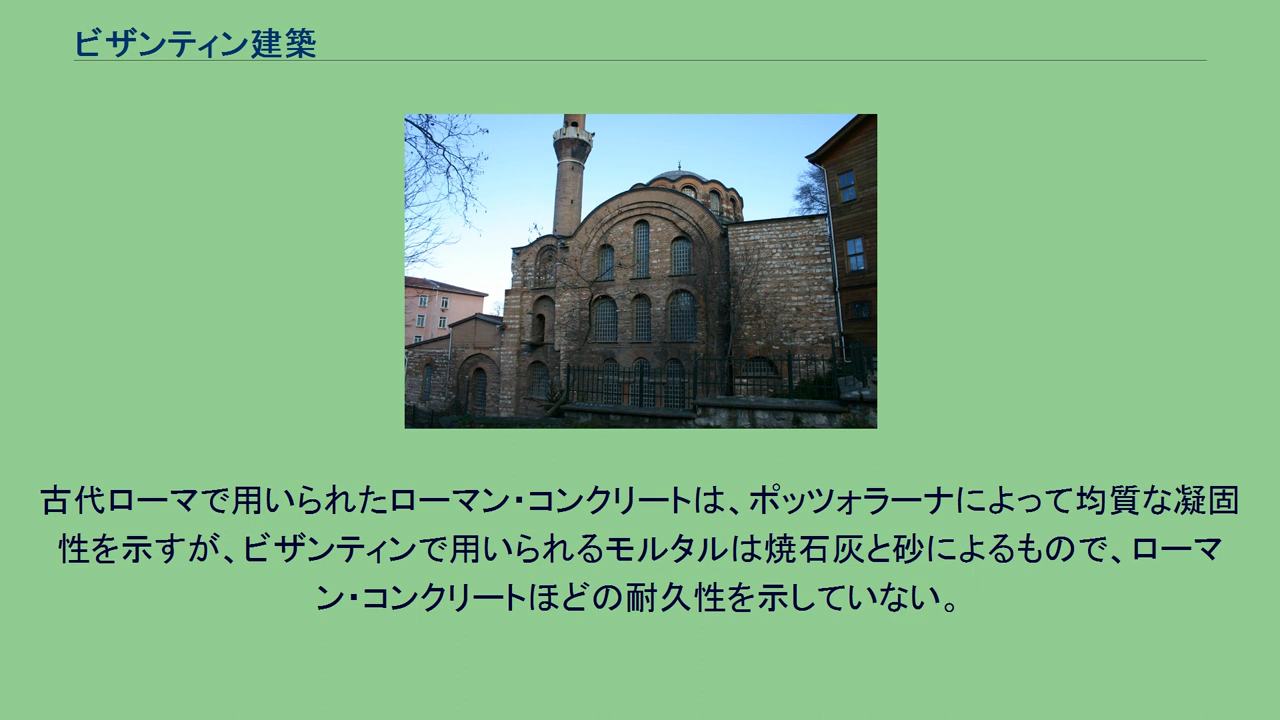 ビザンティン建築
古代ローマで用いられたローマン・コンクリートは、ポッツォラーナによって均質な凝固
性を示すが、ビザンティンで用いられるモルタルは焼石灰と砂によるもので、ローマ
ン・コンクリートほどの耐久性を示していない。